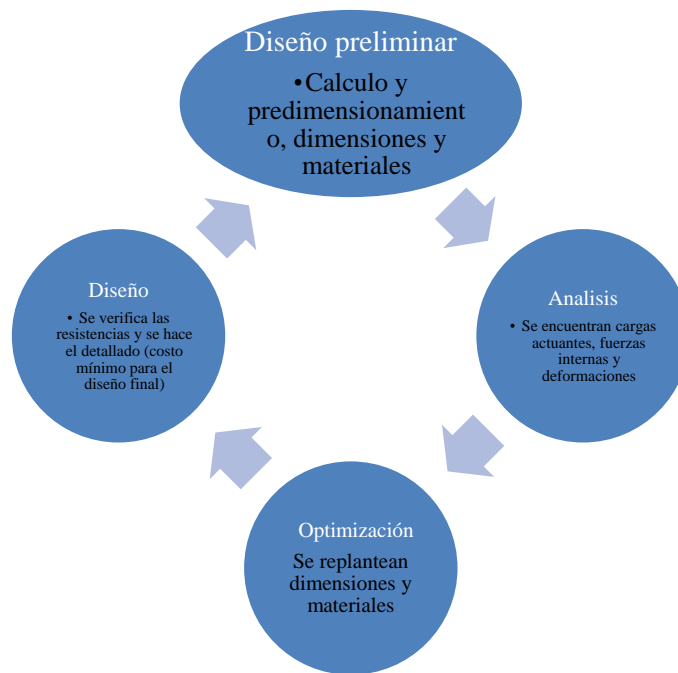 Diseño preliminar
•Calculo y
predimensionamient
o, dimensiones y
materiales
Analisis
• Se encuentran cargas
actuantes, fuerzas
internas y
deformaciones
Optimización
Se replantean
dimensiones y
materiales
Diseño
• Se verifica las
resistencias y se hace
el detallado (costo
mínimo para el
diseño final)